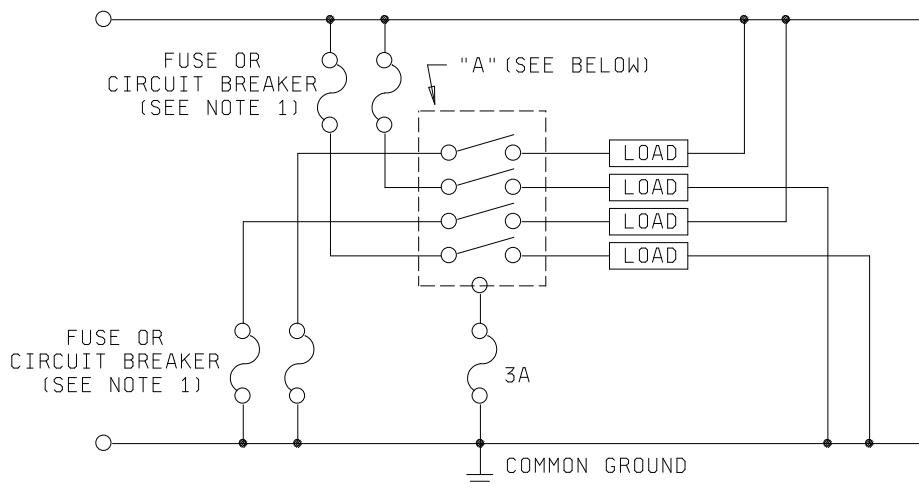 FUSE OR
CIRCUIT BREAKER
(SEE NOTE 1)
"A" (SEE BELOW)
LOAD
LOAD
LOAD
LOAD
FUSE OR
CIRCUIT BREAKER
(SEE NOTE 1)
3A
COMMON GROUND